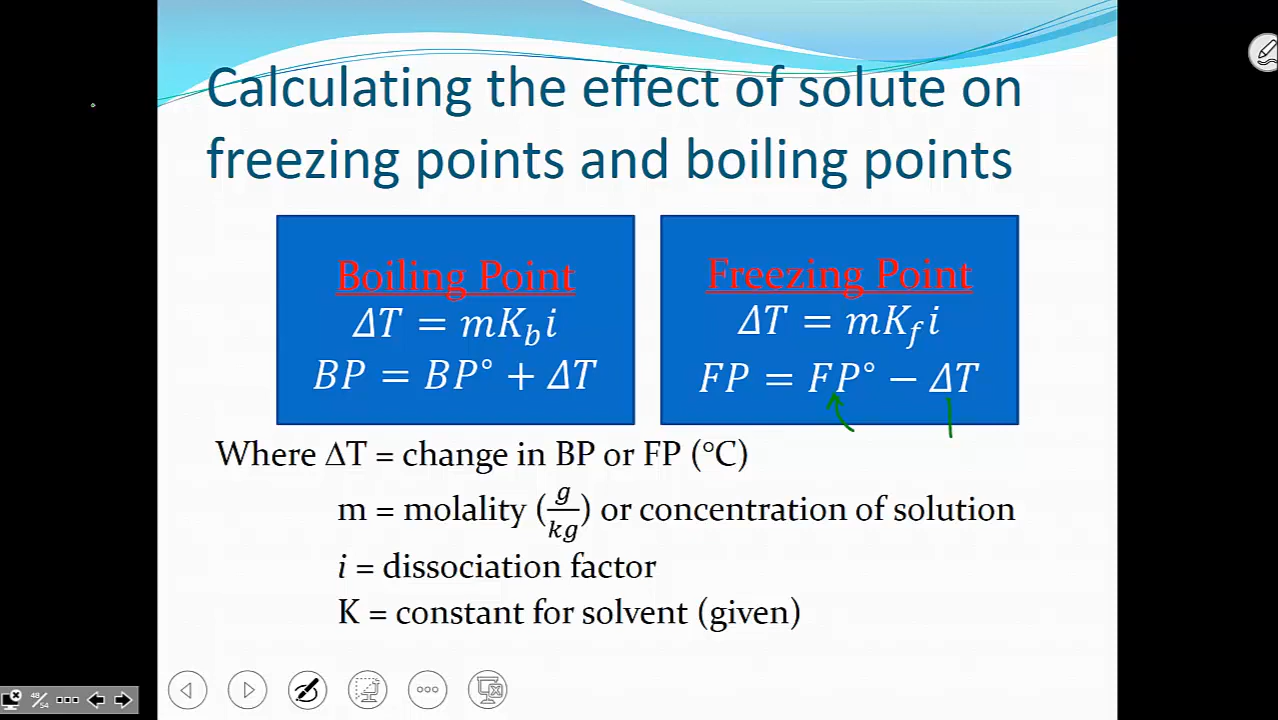 Calculating the effect of solute on
freezing points and boiling points
Boiling Point
ΔT = mK_b i
BP = BP° + ΔT
Freezing Point
ΔT = mK_f i
FP = FP° − ΔT
Where ΔT = change in BP or FP (°C)
m = molality (g/kg) or concentration of solution
i = dissociation factor
K = constant for solvent (given)
48/54